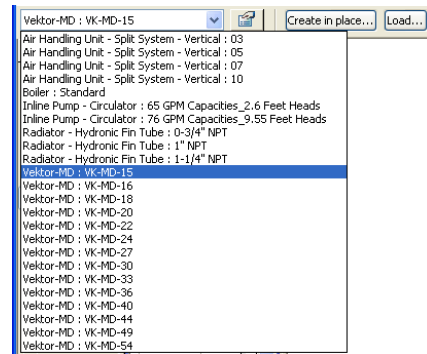 Vektor-MD : VK-MD-15 Create in place... Load...
Air Handling Unit - Split System - Vertical : 03
Air Handling Unit - Split System - Vertical : 05
Air Handling Unit - Split System - Vertical : 07
Air Handling Unit - Split System - Vertical : 10
Boiler : Standard
Inline Pump - Circulator : 65 GPM Capacities_2.6 Feet Heads
Inline Pump - Circulator : 76 GPM Capacities_9.55 Feet Heads
Radiator - Hydronic Fin Tube : 0-3/4" NPT
Radiator - Hydronic Fin Tube : 1" NPT
Radiator - Hydronic Fin Tube : 1-1/4" NPT
Vektor-MD : VK-MD-15
Vektor-MD : VK-MD-16
Vektor-MD : VK-MD-18
Vektor-MD : VK-MD-20
Vektor-MD : VK-MD-22
Vektor-MD : VK-MD-24
Vektor-MD : VK-MD-27
Vektor-MD : VK-MD-30
Vektor-MD : VK-MD-33
Vektor-MD : VK-MD-36
Vektor-MD : VK-MD-40
Vektor-MD : VK-MD-44
Vektor-MD : VK-MD-49
Vektor-MD : VK-MD-54